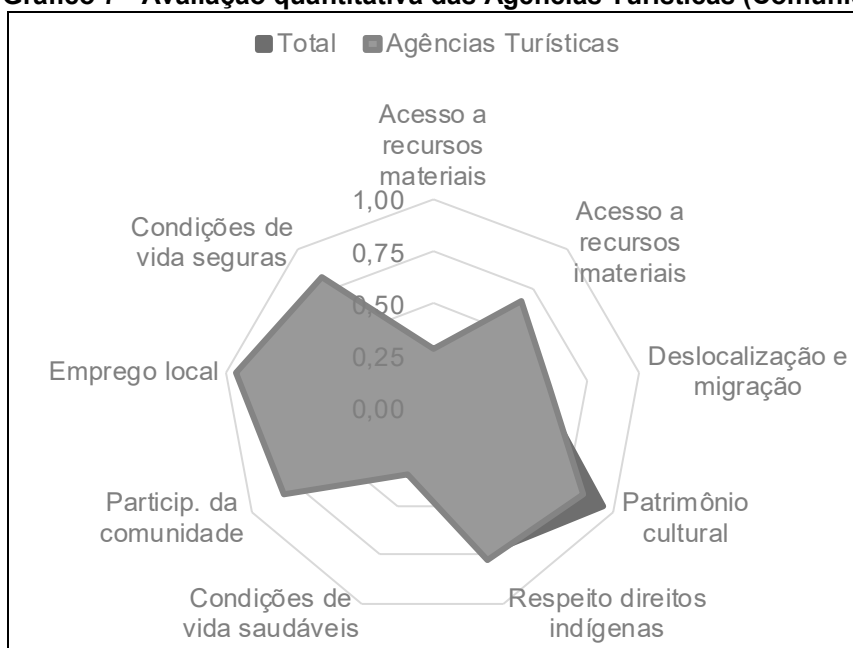 Gráfico 7 - Avaliação quantitativa das Agências Turísticas
Total Agências Turísticas
Acesso a
recursos
materiais
Acesso a
recursos
imateriais
Deslocalização e
migração
Patrimônio
cultural
Respeito direitos
indígenas
Condições de
vida saudáveis
Particip. da
comunidade
Emprego local
Condições de
vida seguras
1,00
0,75
0,50
0,25
0,00